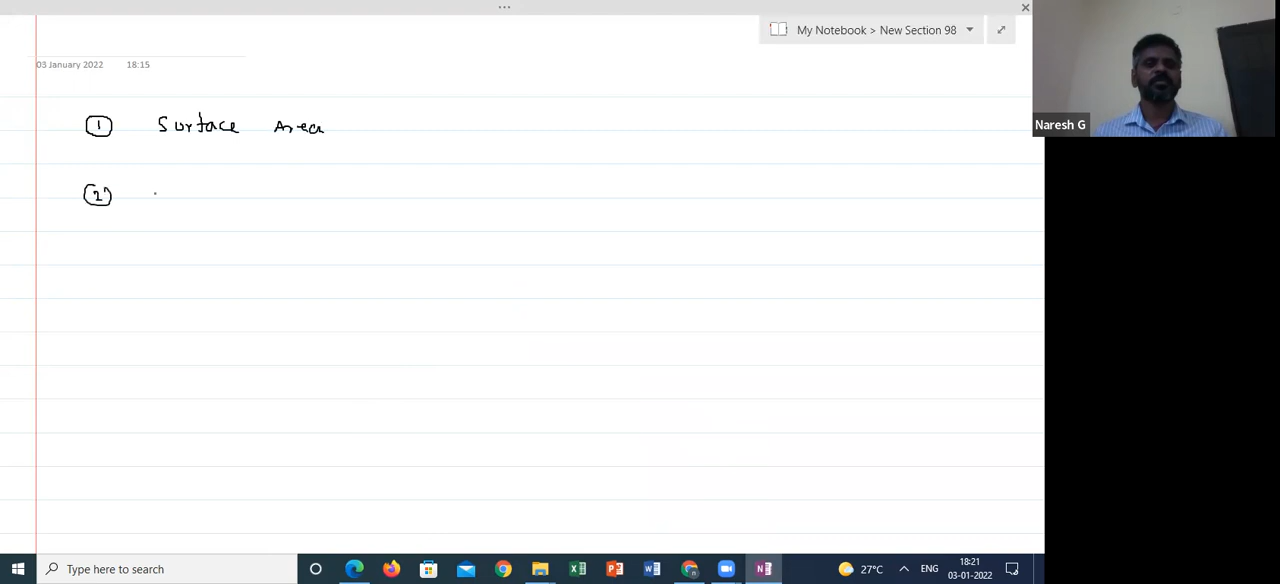 My Notebook > New Section 98
03 January 2022 18:15
Naresh G
① Surface Area
②
Type here to search
27°C ENG 18:21
03-01-2022